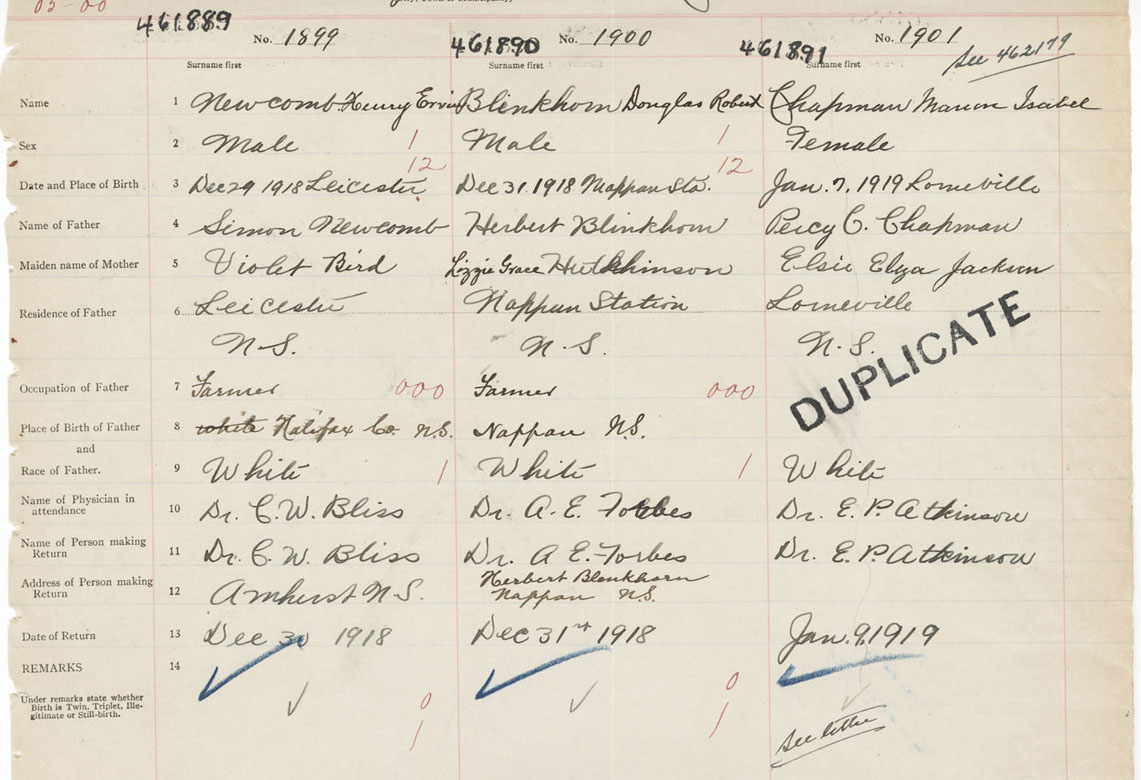 03-00
461889 No. 1899 461890 No. 1900 461891 No. 1901 See 462179
Surname first Surname first Surname first
Name 1 Newcomb Henry Ervin Blinkhorn Douglas Robert Chapman Marion Isabel
Sex 2 Male 1 Male 1 Female
12 12
Date and Place of Birth 3 Dec 29 1918 Leicester Dec 31. 1918 Nappan Sta. Jan. 7, 1919 Lorneville
Name of Father 4 Simon Newcomb Herbert Blinkhorn Percy C. Chapman
Maiden name of Mother 5 Violet Bird Lizzie Grace Hutchinson Elsie Jackson
Residence of Father 6 Leicester Nappan Station Lorneville
N.S. N.S. N.S.
DUPLICATE
Occupation of Father 7 Farmer 000 Farmer 000
Place of Birth of Father 8 white Halifax Co. N.S. Nappan N.S.
and
Race of Father. 9 White 1 White 1 White
Name of Physician in
attendance 10 Dr. C. W. Bliss Dr. A. E. Forbes Dr. E. P. Atkinson
Name of Person making
Return 11 Dr. C. W. Bliss Dr. A E. Forbes Dr. E. P. Atkinson
Address of Person making
Return 12 Amherst N.S. Herbert Blenkhorn
Nappan N.S.
Date of Return 13 Dec 30 1918 Dec 31st 1918 Jan. 9, 1919
REMARKS 14
Under remarks state whether
Birth is Twin, Triplet, Ille-
gitimate or Still-birth.
0 0
1 1
See letter